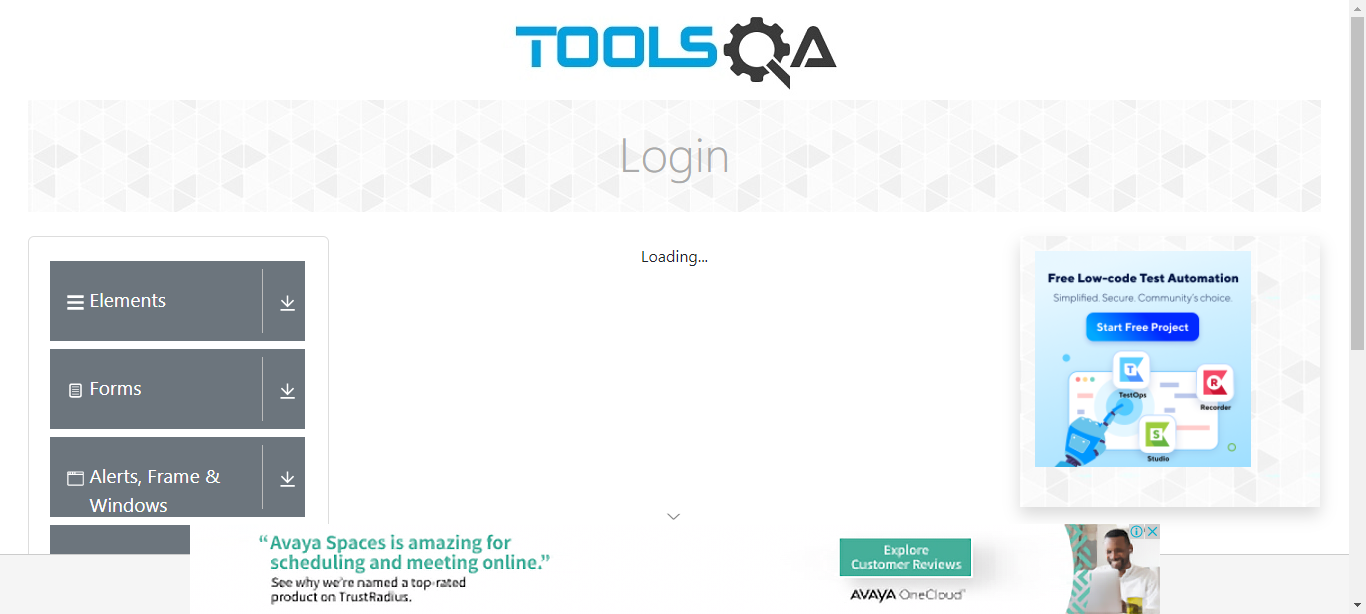 TOOLSQA
Login
Elements
Forms
Alerts, Frame &
Windows
Loading...
Free Low-code Test Automation
Simplified. Secure. Community's choice.
Start Free Project
T
TestOps
R
Recorder
S
Studio
“Avaya Spaces is amazing for
scheduling and meeting online.”
See why we're named a top-rated
product on TrustRadius.
Explore
Customer Reviews
AVAYA OneCloud